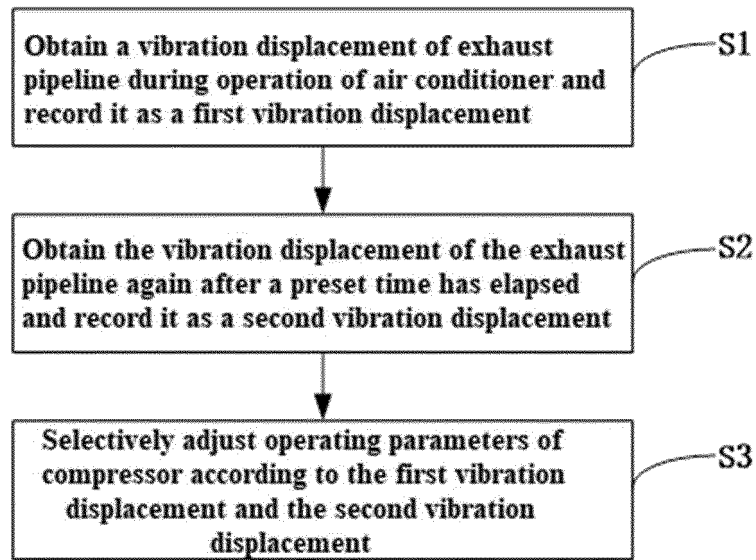 Obtain a vibration displacement of exhaust
pipeline during operation of air conditioner and
record it as a first vibration displacement
S1
Obtain the vibration displacement of the exhaust
pipeline again after a preset time has elapsed
and record it as a second vibration displacement
S2
Selectively adjust operating parameters of
compressor according to the first vibration
displacement and the second vibration
displacement
S3